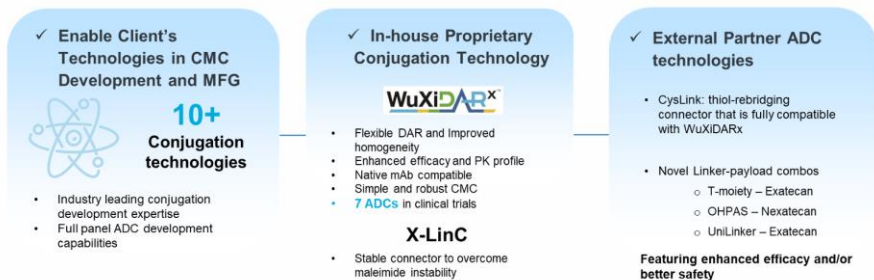 ✓ Enable Client's
Technologies in CMC
Development and MFG
10+
Conjugation
technologies
• Industry leading conjugation
development expertise
• Full panel ADC development
capabilities
✓ In-house Proprietary
Conjugation Technology
WuXiDARx™
• Flexible DAR and Improved
homogeneity
• Enhanced efficacy and PK profile
• Native mAb compatible
• Simple and robust CMC
• 7 ADCs in clinical trials
X-LinC
• Stable connector to overcome
maleimide instability
✓ External Partner ADC
technologies
• CysLink: thiol-rebridging
connector that is fully compatible
with WuXiDARx
• Novel Linker-payload combos
o T-moiety – Exatecan
o OHPAS – Nexatecan
o UniLinker – Exatecan
Featuring enhanced efficacy and/or
better safety